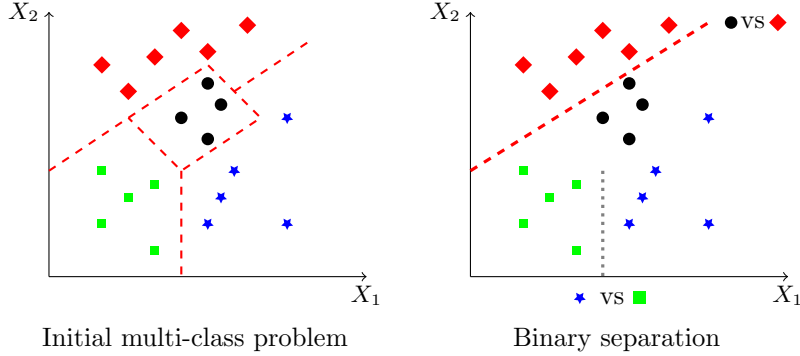 X₂
X₁
Initial multi-class problem
X₂
vs
vs
X₁
Binary separation